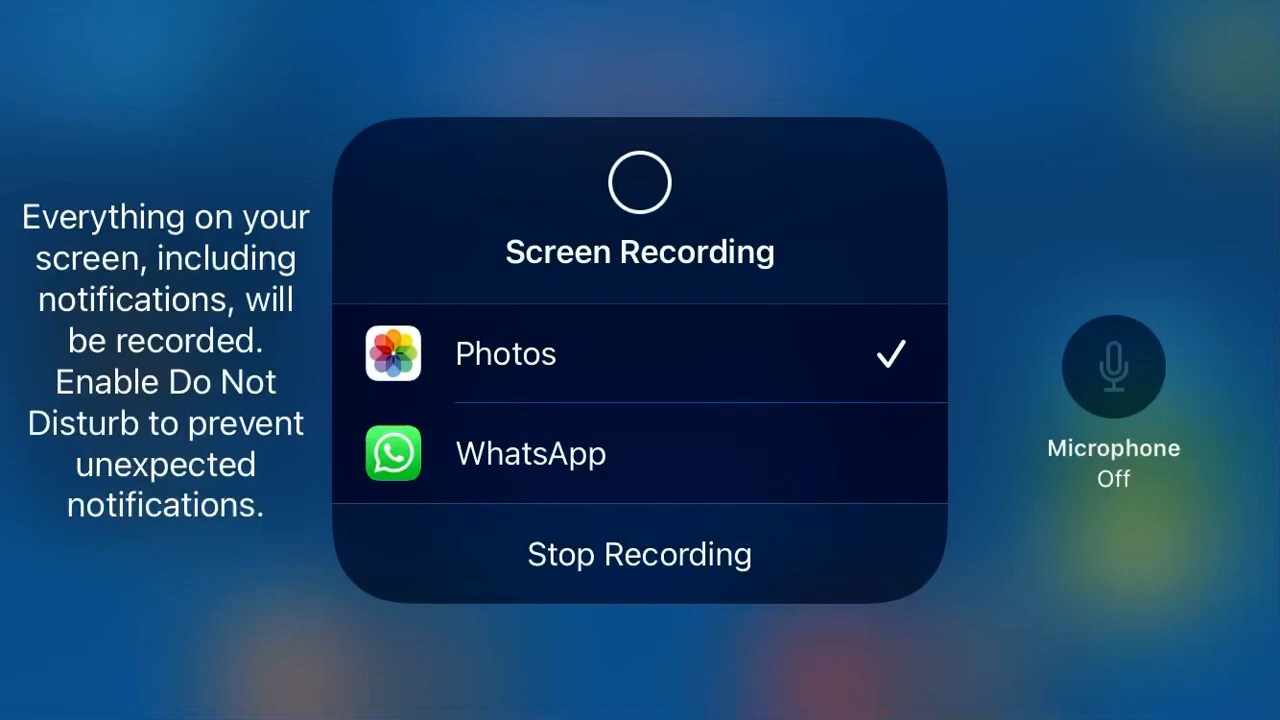 Everything on your
screen, including
notifications, will
be recorded.
Enable Do Not
Disturb to prevent
unexpected
notifications.
Screen Recording
Photos
WhatsApp
Stop Recording
Microphone
Off